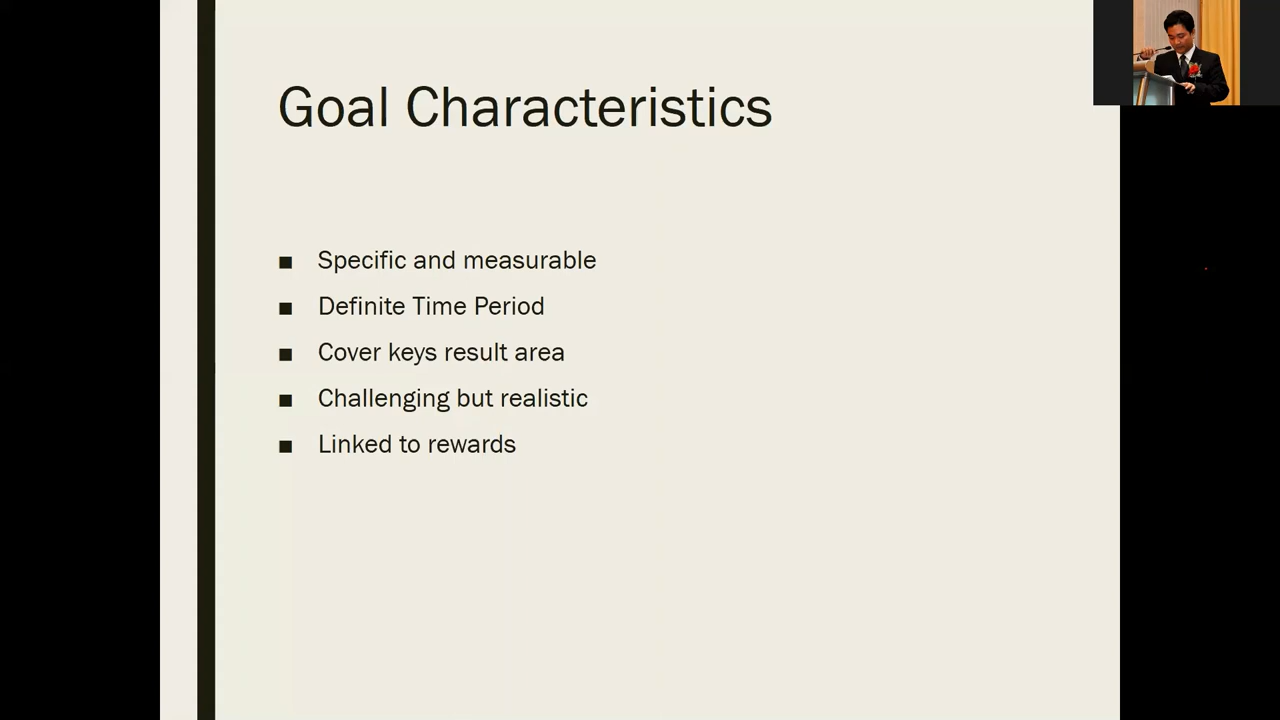 Goal Characteristics
■ Specific and measurable
■ Definite Time Period
■ Cover keys result area
■ Challenging but realistic
■ Linked to rewards